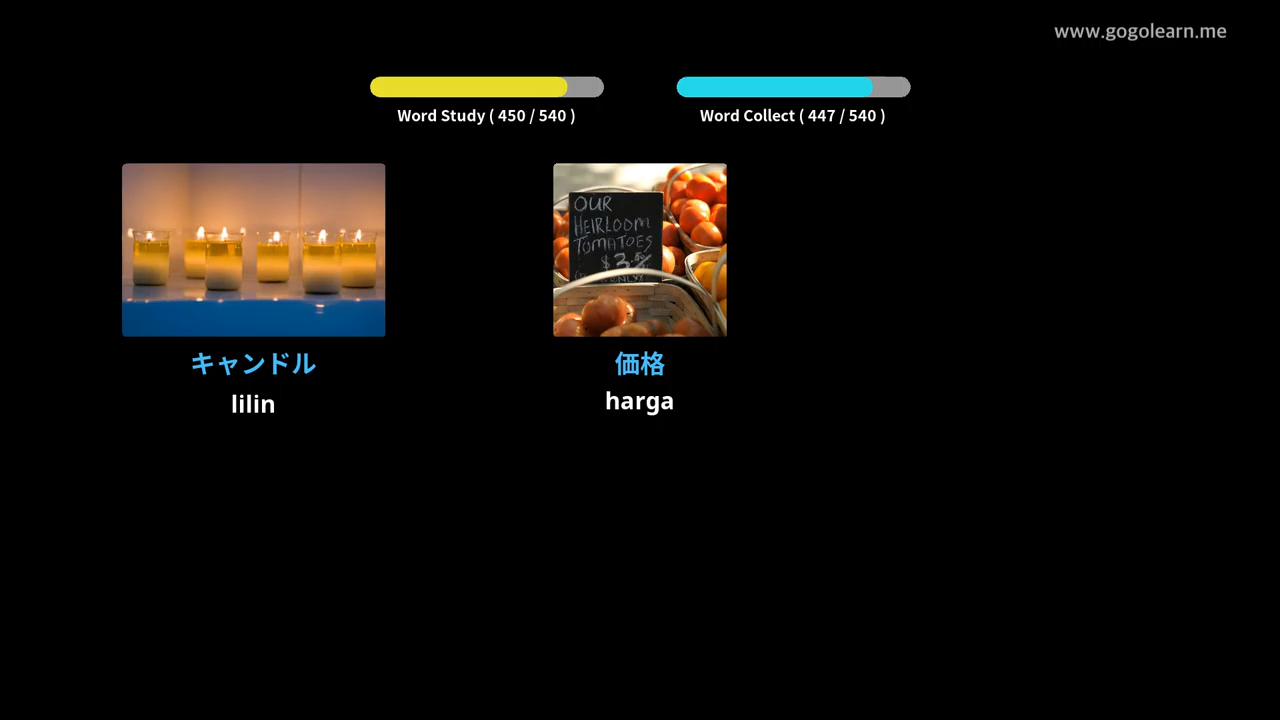 www.gogolearn.me
Word Study ( 450 / 540 )
Word Collect ( 447 / 540 )
OUR
HEIRLOOM
TOMATOES
キャンドル
価格
lilin
harga